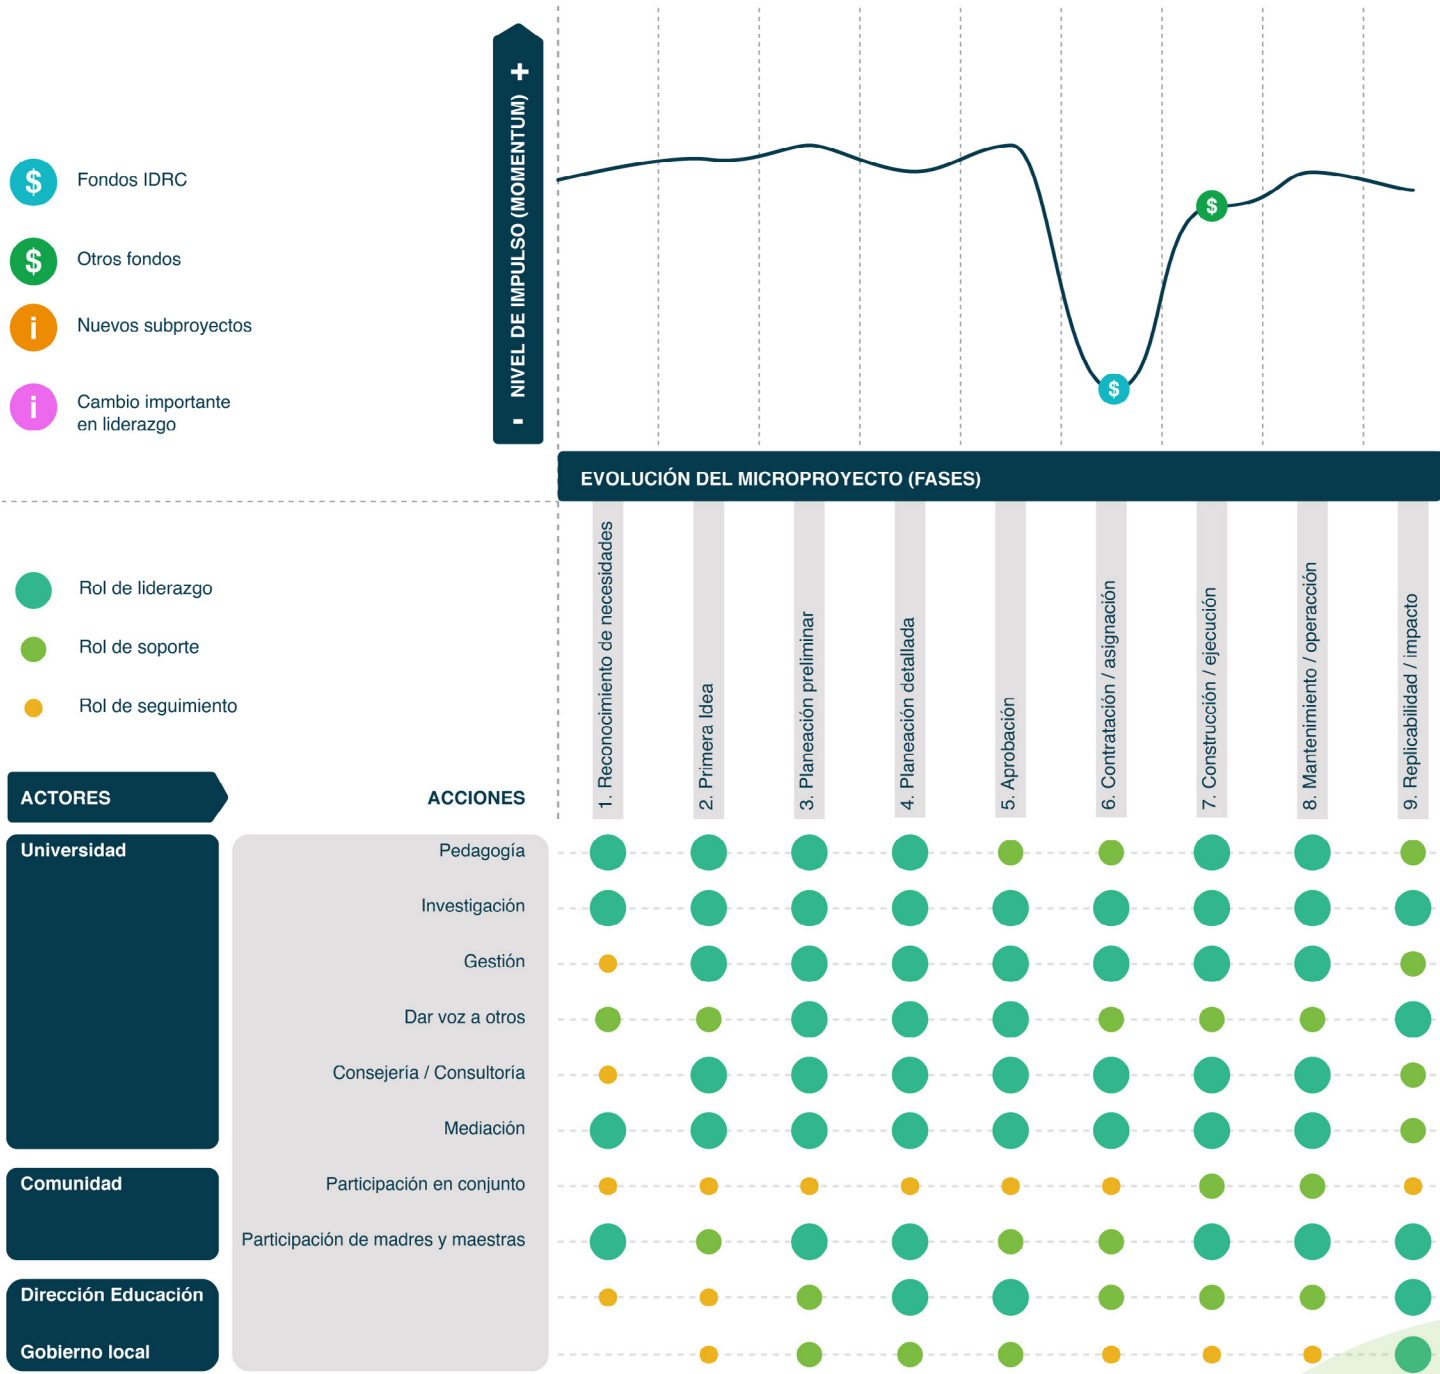 +
NIVEL DE IMPULSO (MOMENTUM)
-
$ Fondos IDRC
$ Otros fondos
i Nuevos subproyectos
i Cambio importante
en liderazgo
$
$
EVOLUCIÓN DEL MICROPROYECTO (FASES)
Rol de liderazgo
Rol de soporte
Rol de seguimiento
1. Reconocimiento de necesidades
2. Primera Idea
3. Planeación preliminar
4. Planeación detallada
5. Aprobación
6. Contratación / asignación
7. Construcción / ejecución
8. Mantenimiento / operacción
9. Replicabilidad / impacto
ACTORES
ACCIONES
Universidad
Pedagogía
Investigación
Gestión
Dar voz a otros
Consejería / Consultoría
Mediación
Comunidad
Participación en conjunto
Participación de madres y maestras
Dirección Educación
Gobierno local